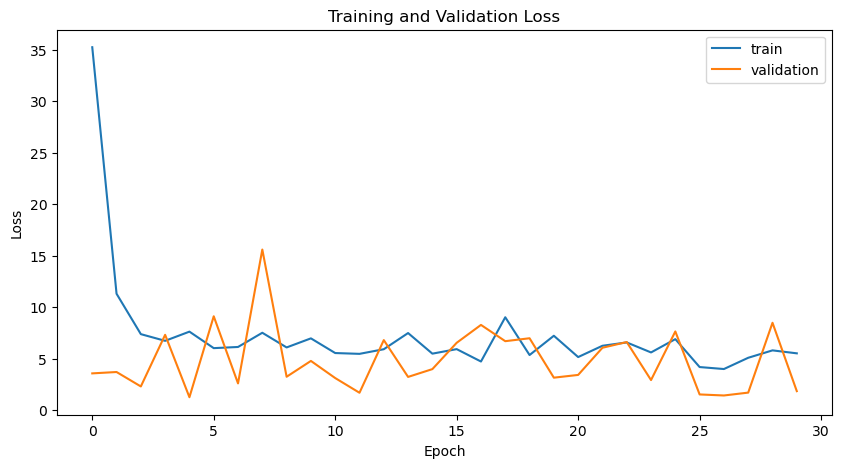 Training and Validation Loss
train
validation
35
30
25
20
15
10
5
0
Loss
0 5 10 15 20 25 30
Epoch